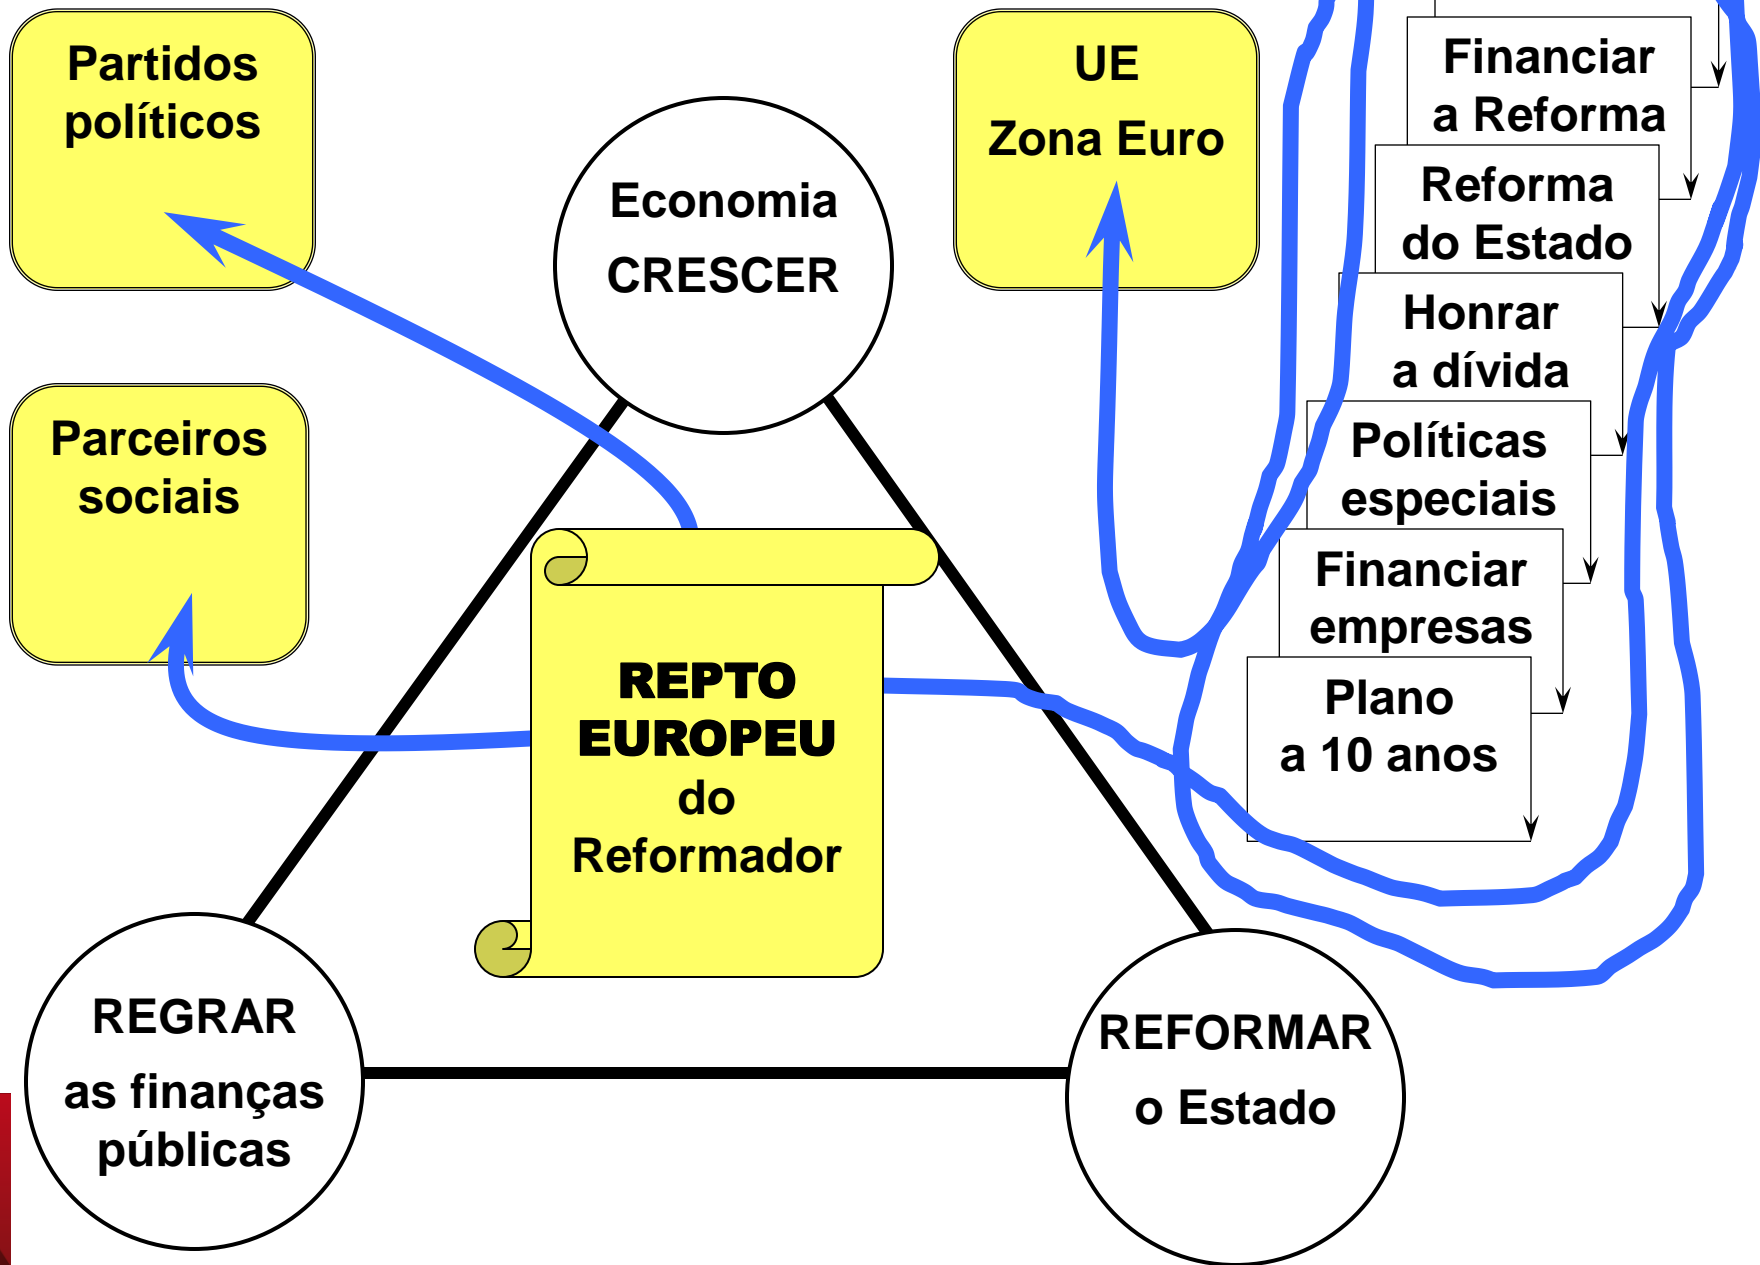 Partidos
políticos
UE
Zona Euro
Financiar
a Reforma
Economia
CRESCER
Reforma
do Estado
Honrar
a dívida
Parceiros
sociais
Políticas
especiais
Financiar
empresas
REPTO
EUROPEU
do
Reformador
Plano
a 10 anos
REGRAR
as finanças
públicas
REFORMAR
o Estado